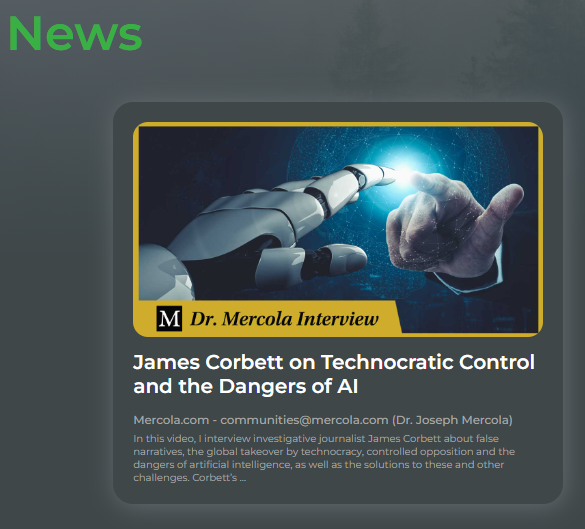 News
M Dr. Mercola Interview
James Corbett on Technocratic Control
and the Dangers of AI
Mercola.com - communities@mercola.com (Dr. Joseph Mercola)
In this video, I interview investigative journalist James Corbett about false
narratives, the global takeover by technocracy, controlled opposition and the
dangers of artificial intelligence, as well as the solutions to these and other
challenges. Corbett's ...